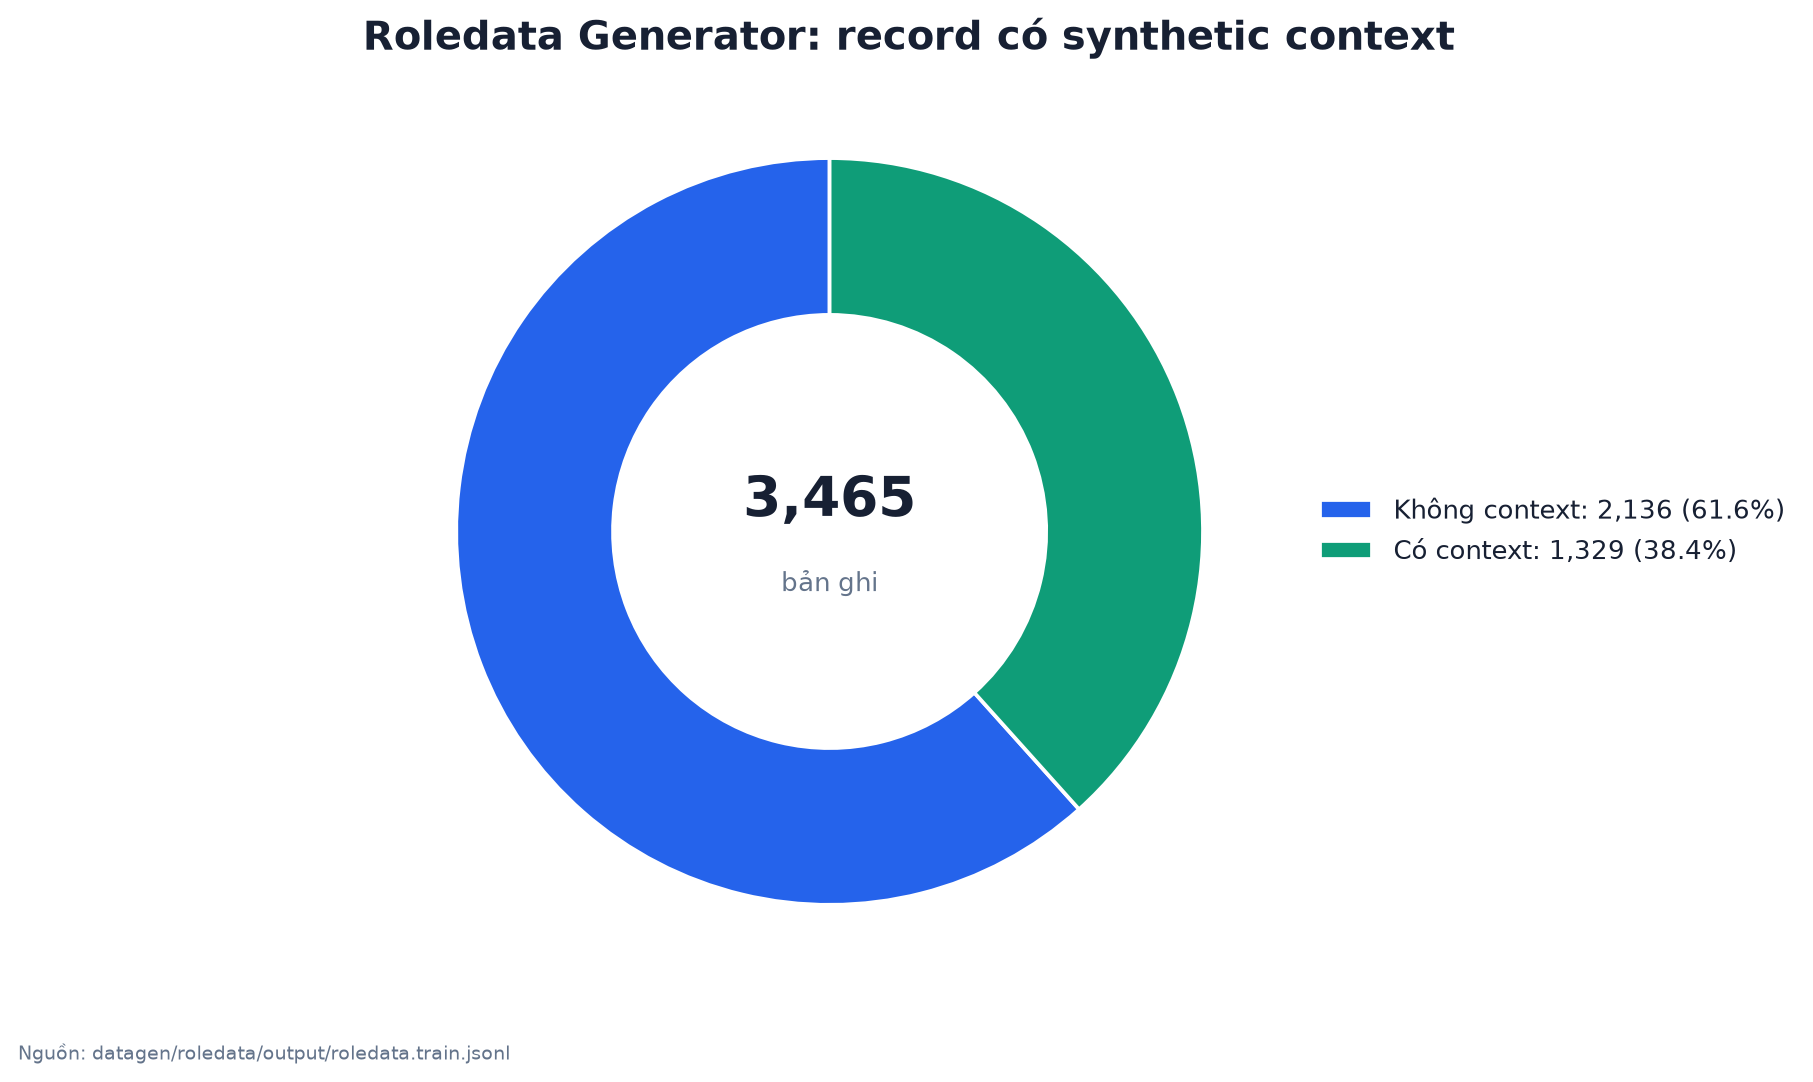 Roledata Generator: record có synthetic context
3,465
bản ghi
Không context: 2,136 (61.6%)
Có context: 1,329 (38.4%)
Nguồn: datagen/roledata/output/roledata.train.jsonl